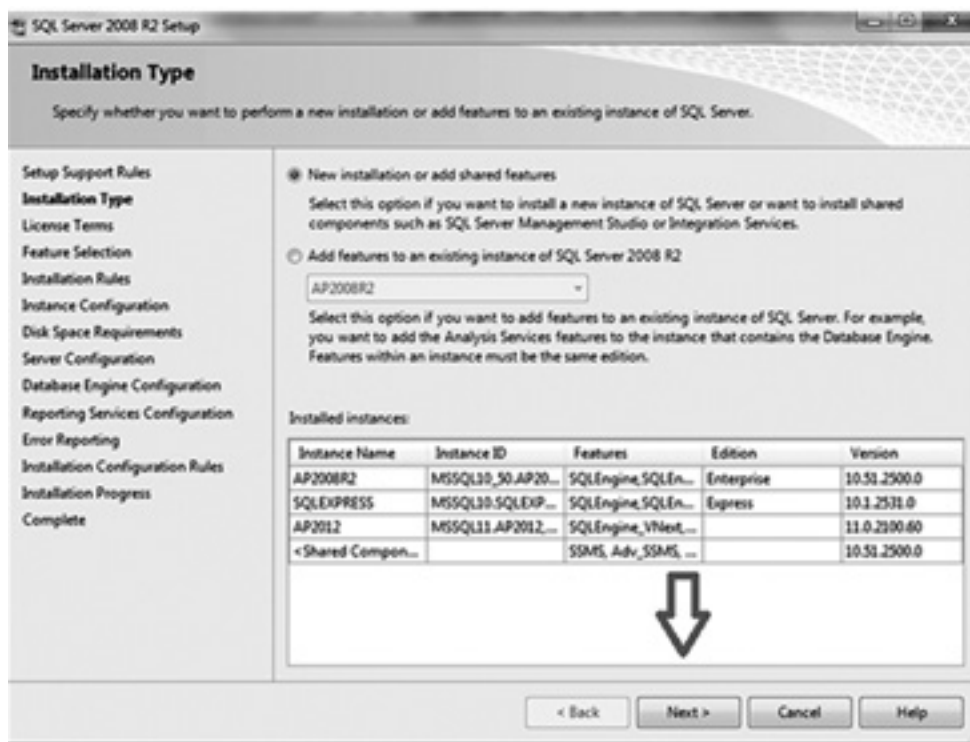 SQL Server 2008 R2 Setup
Installation Type
Specify whether you want to perform a new installation or add features to an existing instance of SQL Server.
Setup Support Rules
Installation Type
License Terms
Feature Selection
Installation Rules
Instance Configuration
Disk Space Requirements
Server Configuration
Database Engine Configuration
Reporting Services Configuration
Error Reporting
Installation Configuration Rules
Installation Progress
Complete
New installation or add shared features
Select this option if you want to install a new instance of SQL Server or want to install shared
components such as SQL Server Management Studio or Integration Services.
Add features to an existing instance of SQL Server 2008 R2
AP2008R2
Select this option if you want to add features to an existing instance of SQL Server. For example,
you want to add the Analysis Services features to the instance that contains the Database Engine.
Features within an instance must be the same edition.
Installed instances:
Instance Name Instance ID Features Edition Version
AP2008R2 MSSQL10_50.AP20... SQLEngine,SQLEn... Enterprise 10.51.2500.0
SQLEXPRESS MSSQL10.SQLEXP... SQLEngine,SQLEn... Express 10.1.2531.0
AP2012 MSSQL11.AP2012,... SQLEngine_VNext,... 11.0.2100.60
<Shared Compon... SSMS, Adv_SSMS, ... 10.51.2500.0
< Back Next > Cancel Help